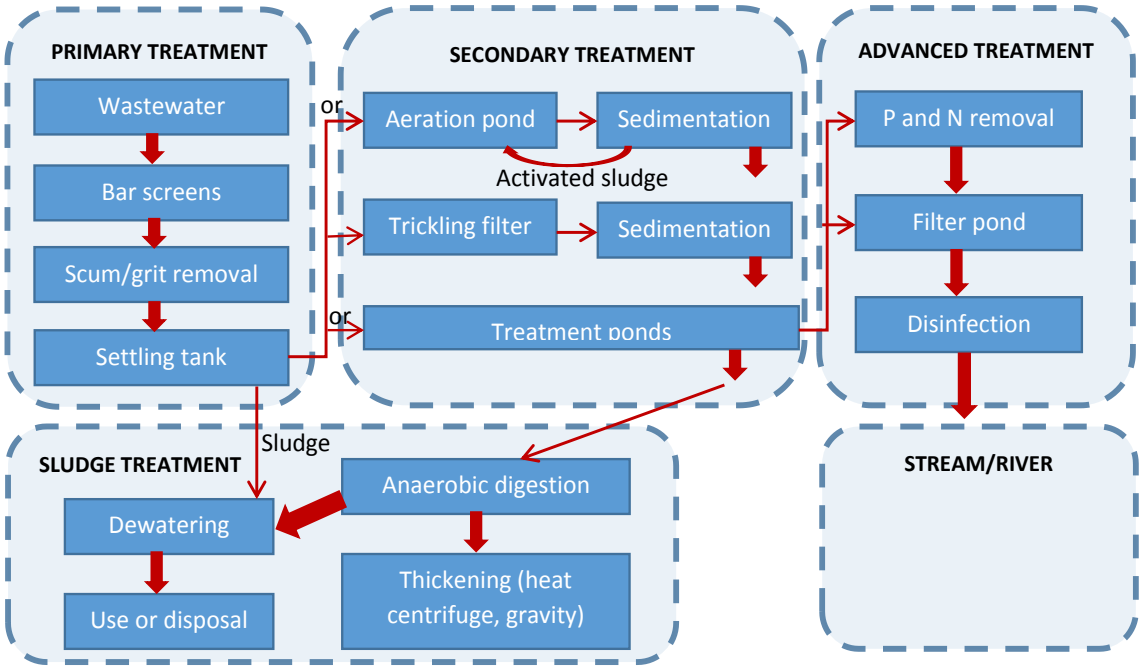 PRIMARY TREATMENT
Wastewater
Bar screens
Scum/grit removal
Settling tank
or
or
SECONDARY TREATMENT
Aeration pond
Sedimentation
Activated sludge
Trickling filter
Sedimentation
Treatment ponds
ADVANCED TREATMENT
P and N removal
Filter pond
Disinfection
Sludge
SLUDGE TREATMENT
Anaerobic digestion
Dewatering
Thickening (heat
centrifuge, gravity)
Use or disposal
STREAM/RIVER